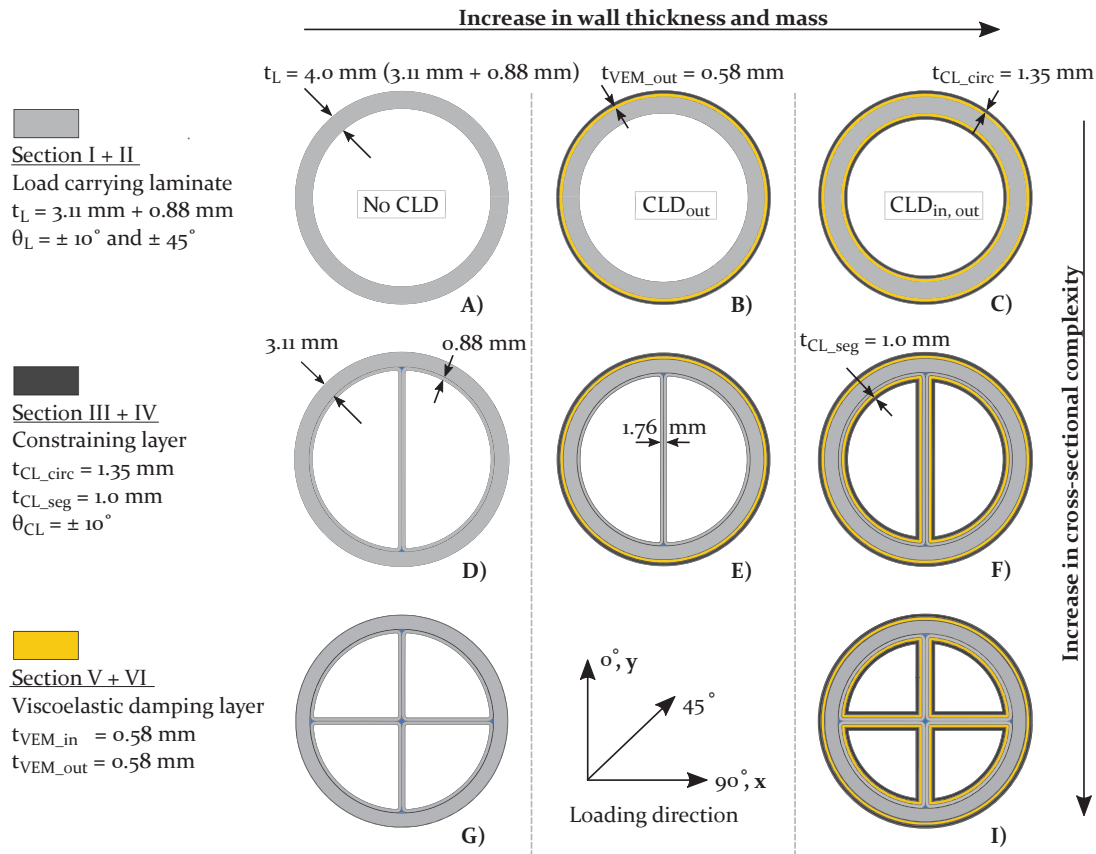 Increase in wall thickness and mass
t_L = 4.0 mm (3.11 mm + 0.88 mm)
t_VEM_out = 0.58 mm
t_CL_circ = 1.35 mm
Section I + II
Load carrying laminate
t_L = 3.11 mm + 0.88 mm
θ_L = ± 10° and ± 45°
No CLD
CLD_out
CLD_in, out
A)
B)
C)
Increase in cross-sectional complexity
3.11 mm
0.88 mm
t_CL_seg = 1.0 mm
Section III + IV
Constraining layer
t_CL_circ = 1.35 mm
t_CL_seg = 1.0 mm
θ_CL = ± 10°
1.76 mm
D)
E)
F)
Section V + VI
Viscoelastic damping layer
t_VEM_in = 0.58 mm
t_VEM_out = 0.58 mm
0°, y
45°
90°, x
Loading direction
G)
I)